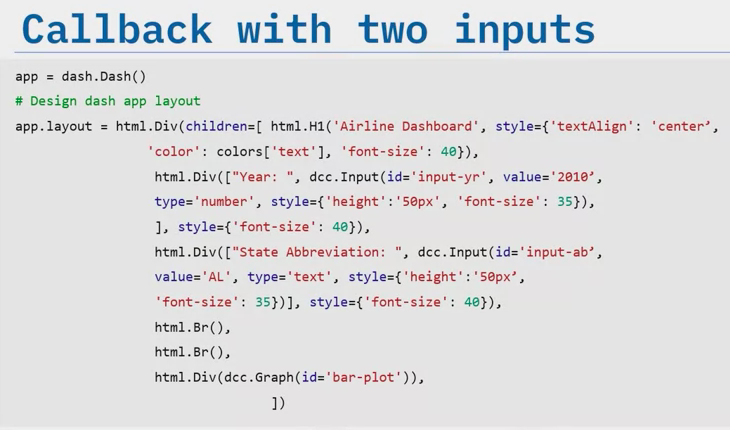 Callback with two inputs
app = dash.Dash()
# Design dash app layout
app.layout = html.Div(children=[ html.H1('Airline Dashboard', style={'textAlign': 'center’,
'color': colors['text'], 'font-size': 40}),
html.Div(["Year: ", dcc.Input(id='input-yr', value='2010’,
type='number', style={'height':'50px', 'font-size': 35}),
], style={'font-size': 40}),
html.Div(["State Abbreviation: ", dcc.Input(id='input-ab’,
value='AL', type='text', style={'height':'50px’,
'font-size': 35})], style={'font-size': 40}),
html.Br(),
html.Br(),
html.Div(dcc.Graph(id='bar-plot')),
])